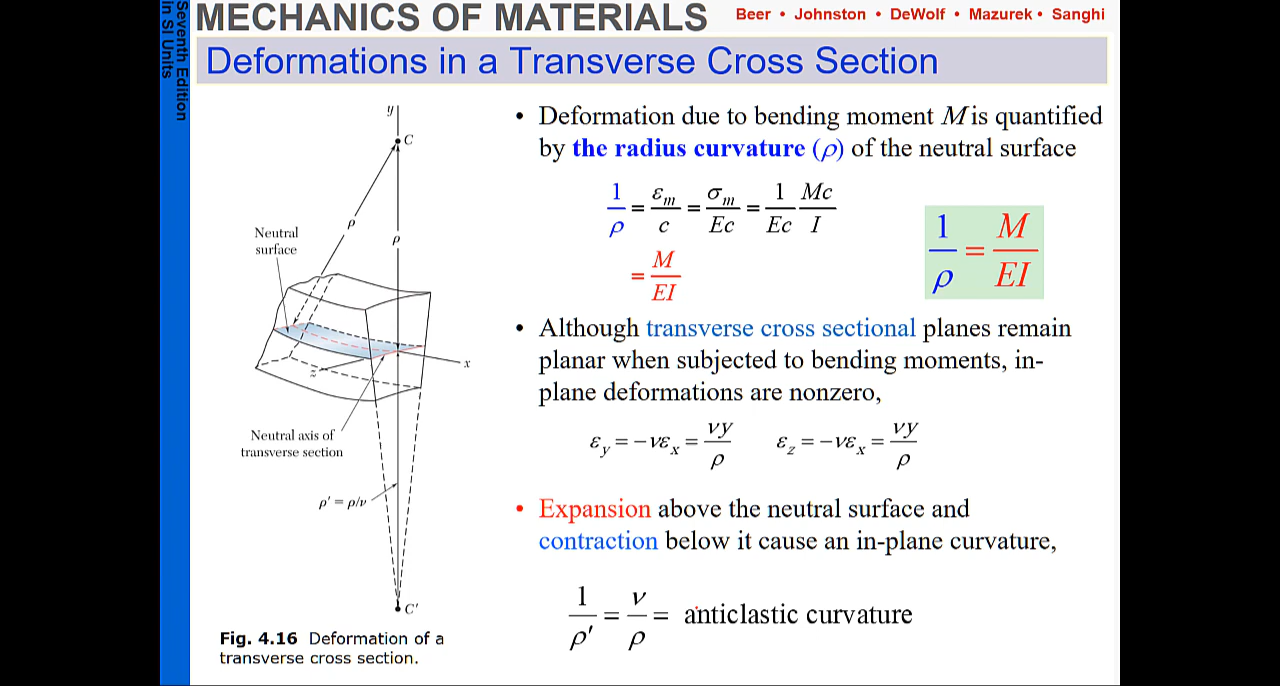 Seventh Edition
in SI Units
MECHANICS OF MATERIALS
Beer • Johnston • DeWolf • Mazurek • Sanghi
Deformations in a Transverse Cross Section
y
C
ρ
ρ
Neutral
surface
x
z
Neutral axis of
transverse section
ρ′ = ρ/ν
C′
Fig. 4.16 Deformation of a
transverse cross section.
• Deformation due to bending moment M is quantified
by the radius curvature (ρ) of the neutral surface
1/ρ = ε_m/c = σ_m/Ec = 1/Ec Mc/I
= M/EI
1/ρ = M/EI
• Although transverse cross sectional planes remain
planar when subjected to bending moments, in-
plane deformations are nonzero,
ε_y = −νε_x = νy/ρ ε_z = −νε_x = νy/ρ
• Expansion above the neutral surface and
contraction below it cause an in-plane curvature,
1/ρ′ = ν/ρ = anticlastic curvature